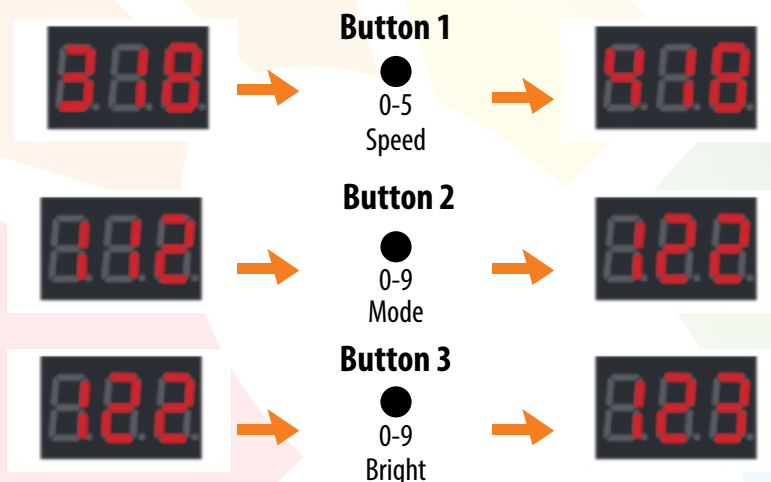 Button 1
318
418
0-5
Speed
Button 2
112
122
0-9
Mode
Button 3
122
123
0-9
Bright